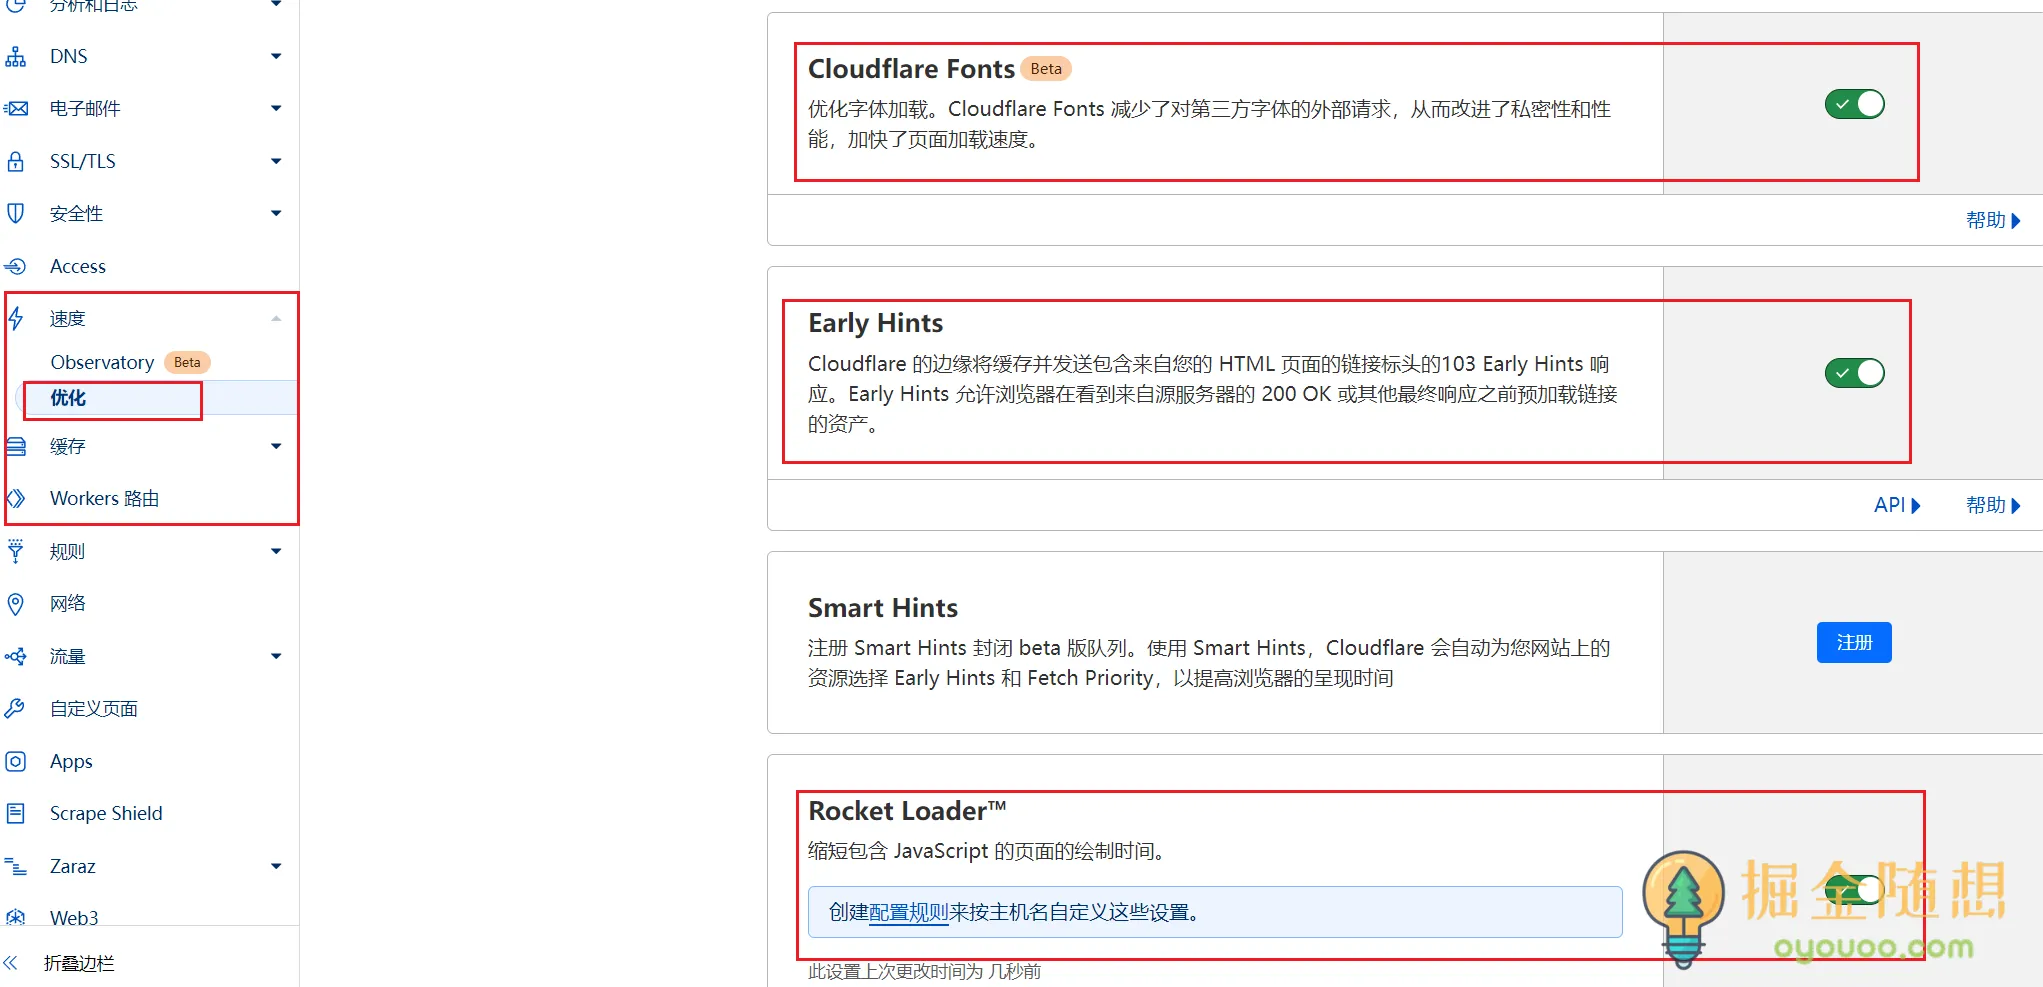 分析和日志
DNS
电子邮件
SSL/TLS
安全性
Access
速度
Observatory Beta
优化
缓存
Workers 路由
规则
网络
流量
自定义页面
Apps
Scrape Shield
Zaraz
Web3
折叠边栏
Cloudflare Fonts Beta
优化字体加载。Cloudflare Fonts 减少了对第三方字体的外部请求，从而改进了私密性和性
能，加快了页面加载速度。
帮助
Early Hints
Cloudflare 的边缘将缓存并发送包含来自您的 HTML 页面的链接标头的103 Early Hints 响
应。Early Hints 允许浏览器在看到来自源服务器的 200 OK 或其他最终响应之前预加载链接
的资产。
API 帮助
Smart Hints
注册 Smart Hints 封闭 beta 版队列。使用 Smart Hints，Cloudflare 会自动为您网站上的
资源选择 Early Hints 和 Fetch Priority，以提高浏览器的呈现时间
注册
Rocket Loader™
缩短包含 JavaScript 的页面的绘制时间。
创建配置规则来按主机名自定义这些设置。
此设置上次更改时间为 几秒前
掘金随想
oyouoo.com